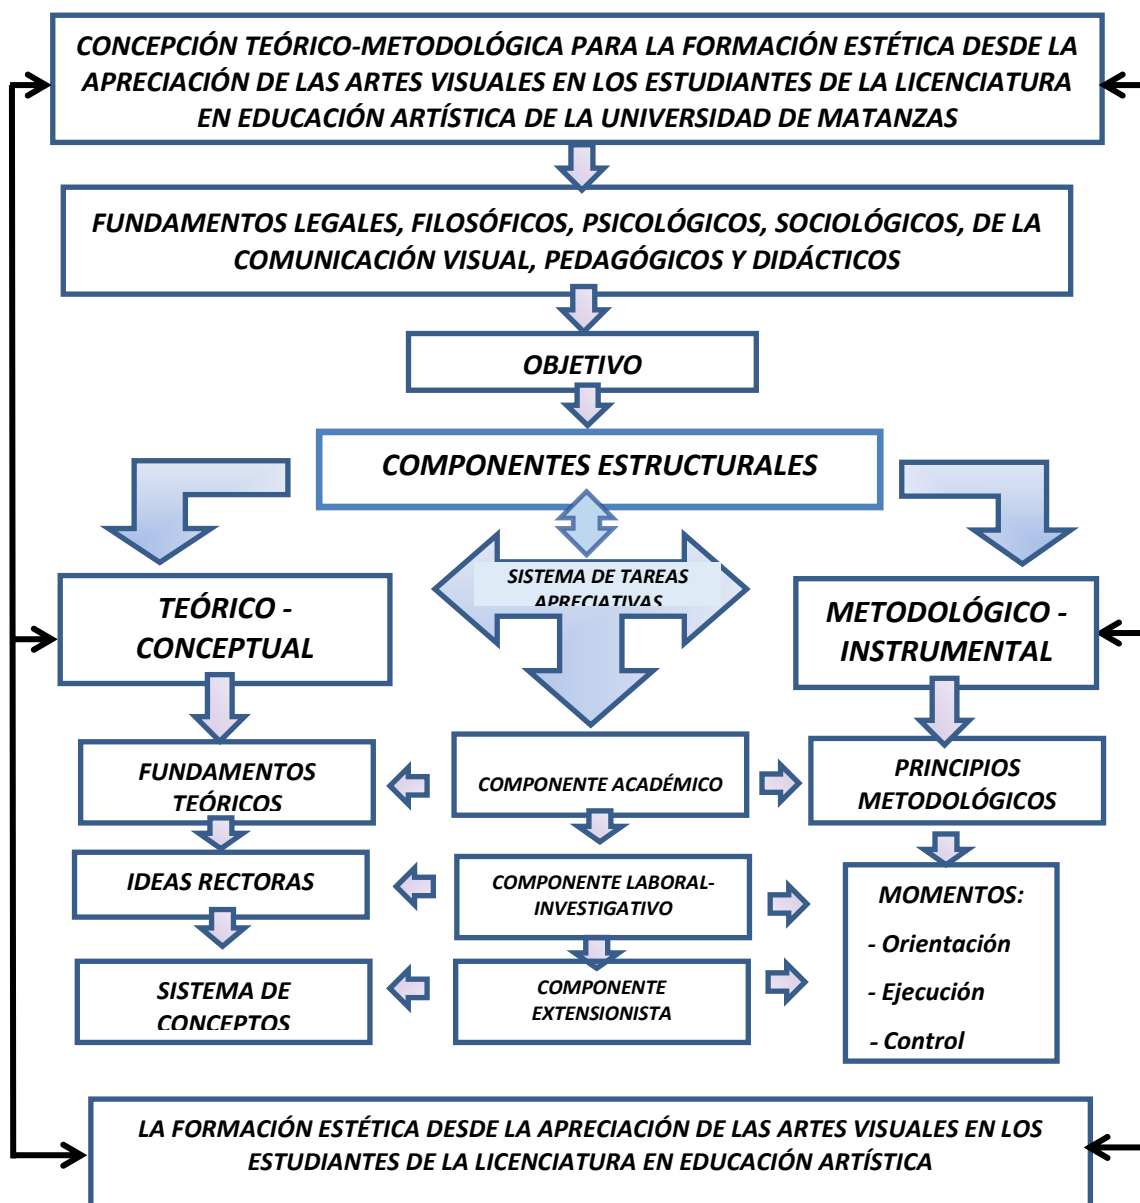 CONCEPCIÓN TEÓRICO-METODOLÓGICA PARA LA FORMACIÓN ESTÉTICA DESDE LA
APRECIACIÓN DE LAS ARTES VISUALES EN LOS ESTUDIANTES DE LA LICENCIATURA
EN EDUCACIÓN ARTÍSTICA DE LA UNIVERSIDAD DE MATANZAS
FUNDAMENTOS LEGALES, FILOSÓFICOS, PSICOLÓGICOS, SOCIOLÓGICOS, DE LA
COMUNICACIÓN VISUAL, PEDAGÓGICOS Y DIDÁCTICOS
OBJETIVO
COMPONENTES ESTRUCTURALES
SISTEMA DE TAREAS
APRECIATIVAS
TEÓRICO -
CONCEPTUAL
METODOLÓGICO -
INSTRUMENTAL
FUNDAMENTOS
TEÓRICOS
COMPONENTE ACADÉMICO
PRINCIPIOS
METODOLÓGICOS
IDEAS RECTORAS
COMPONENTE LABORAL-
INVESTIGATIVO
MOMENTOS:
- Orientación
- Ejecución
- Control
SISTEMA DE
CONCEPTOS
COMPONENTE
EXTENSIONISTA
LA FORMACIÓN ESTÉTICA DESDE LA APRECIACIÓN DE LAS ARTES VISUALES EN LOS
ESTUDIANTES DE LA LICENCIATURA EN EDUCACIÓN ARTÍSTICA